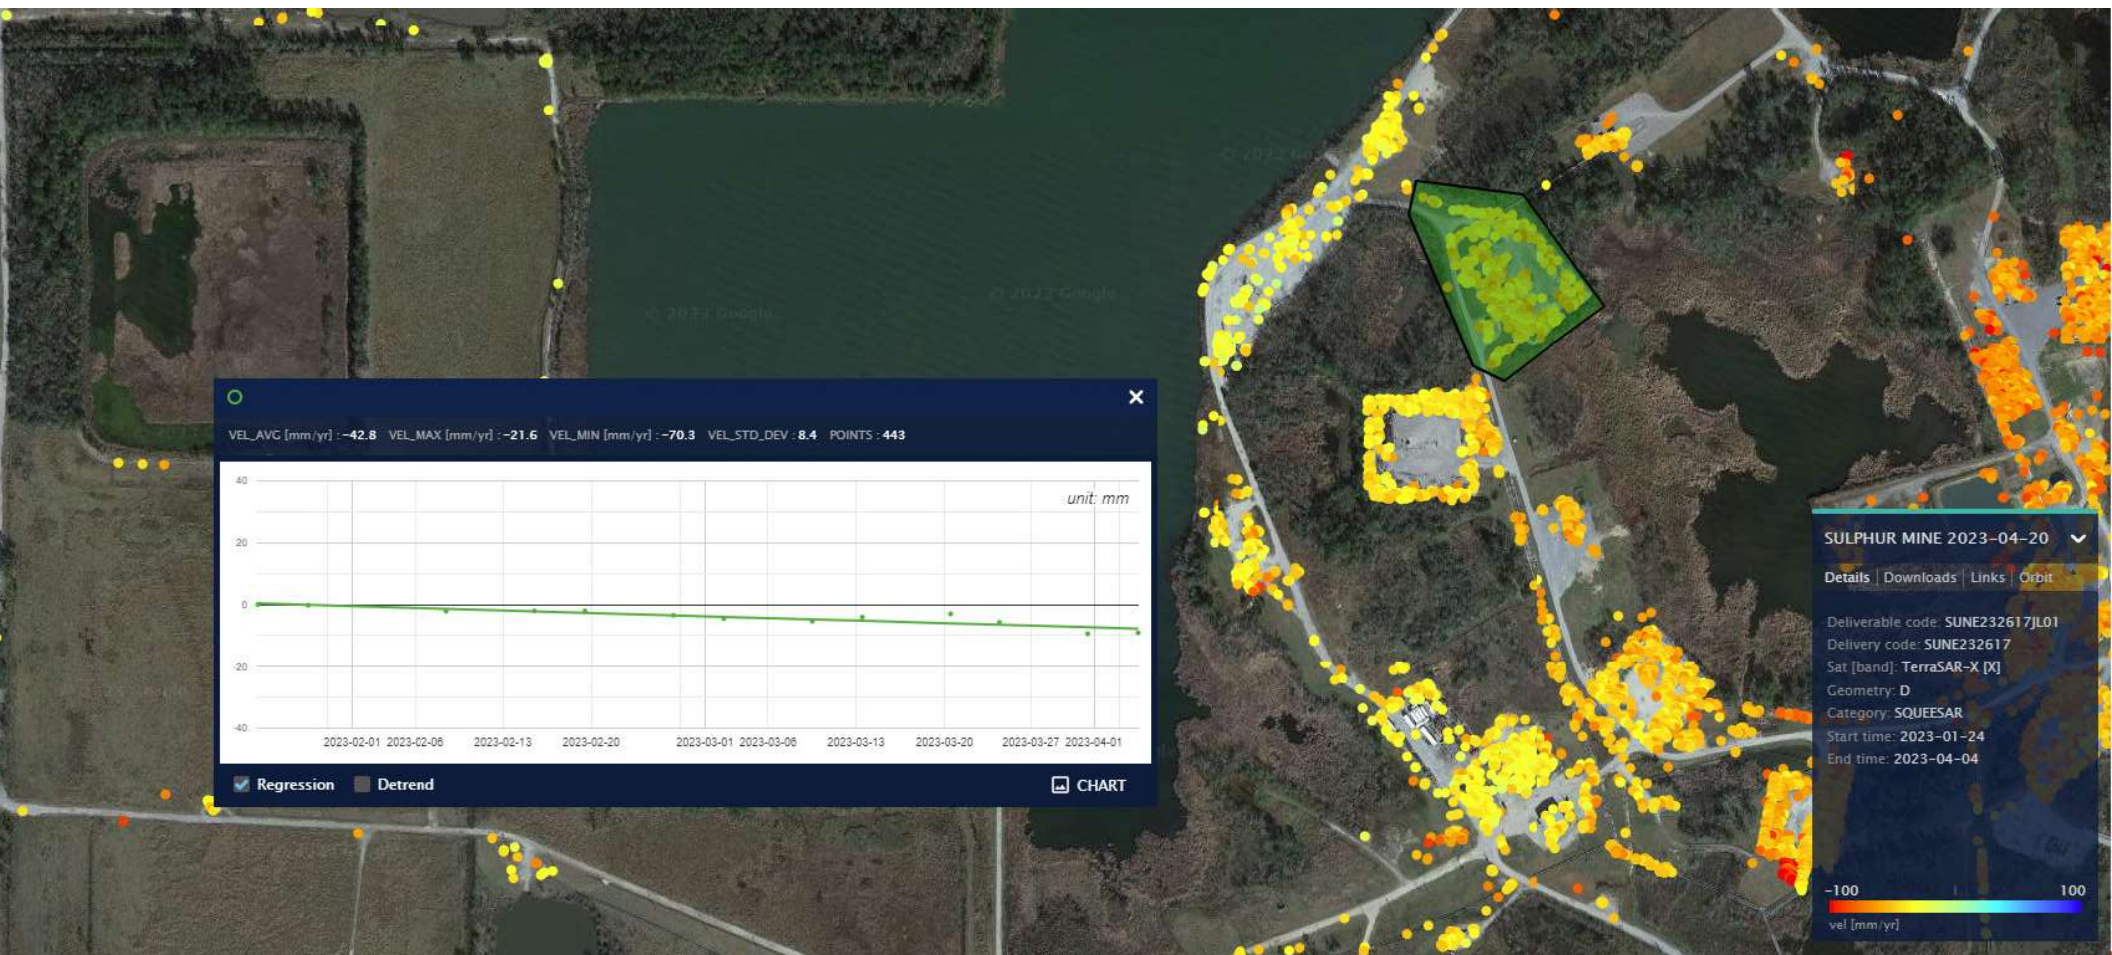 © 2023 Google
© 2023 Google
VEL_AVG [mm/yr] : -42.8 VEL_MAX [mm/yr] : -21.6 VEL_MIN [mm/yr] : -70.3 VEL_STD_DEV : 8.4 POINTS : 443
unit: mm
40
20
0
-20
-40
2023-02-01 2023-02-06 2023-02-13 2023-02-20 2023-03-01 2023-03-06 2023-03-13 2023-03-20 2023-03-27 2023-04-01
Regression Detrend CHART
SULPHUR MINE 2023-04-20
Details | Downloads | Links | Orbit
Deliverable code: SUNE232617JL01
Delivery code: SUNE232617
Sat [band]: TerraSAR-X [X]
Geometry: D
Category: SQUEESAR
Start time: 2023-01-24
End time: 2023-04-04
-100 100
vel [mm/yr]